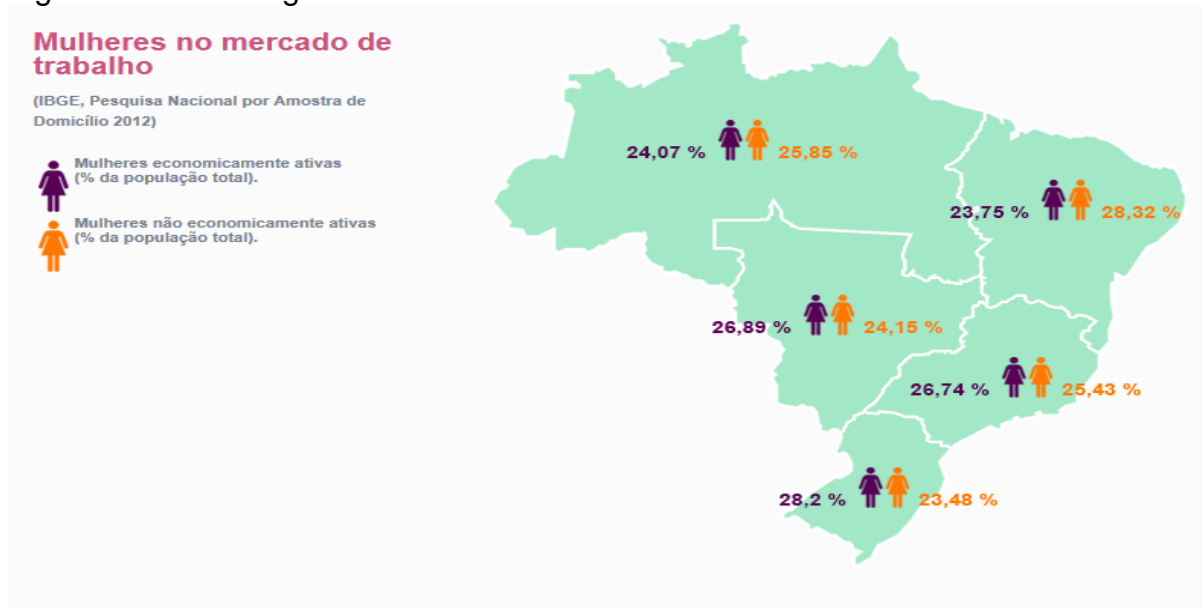 Mulheres no mercado de
trabalho
(IBGE, Pesquisa Nacional por Amostra de
Domicílio 2012)
Mulheres economicamente ativas
(% da população total).
Mulheres não economicamente ativas
(% da população total).
24,07 % 25,85 %
23,75 % 28,32 %
26,89 % 24,15 %
26,74 % 25,43 %
28,2 % 23,48 %